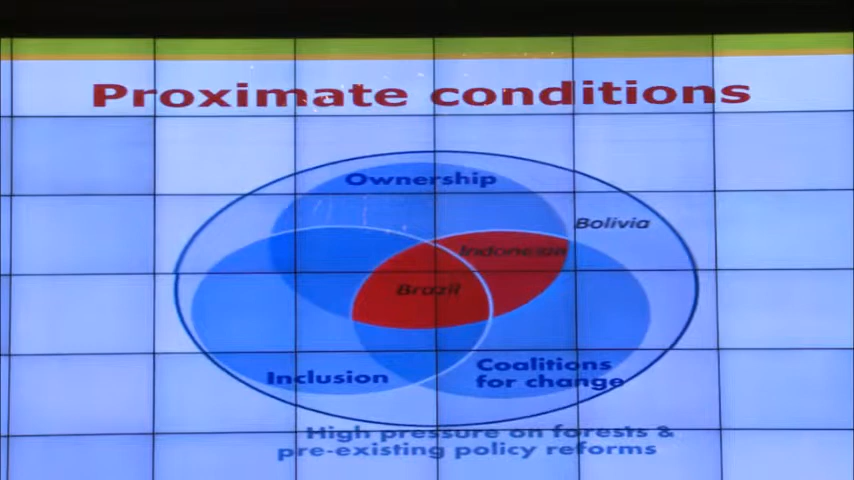 Proximate conditions
Ownership
Bolivia
Indonesia
Brazil
Inclusion
Coalitions
for change
High pressure on forests &
pre-existing policy reforms